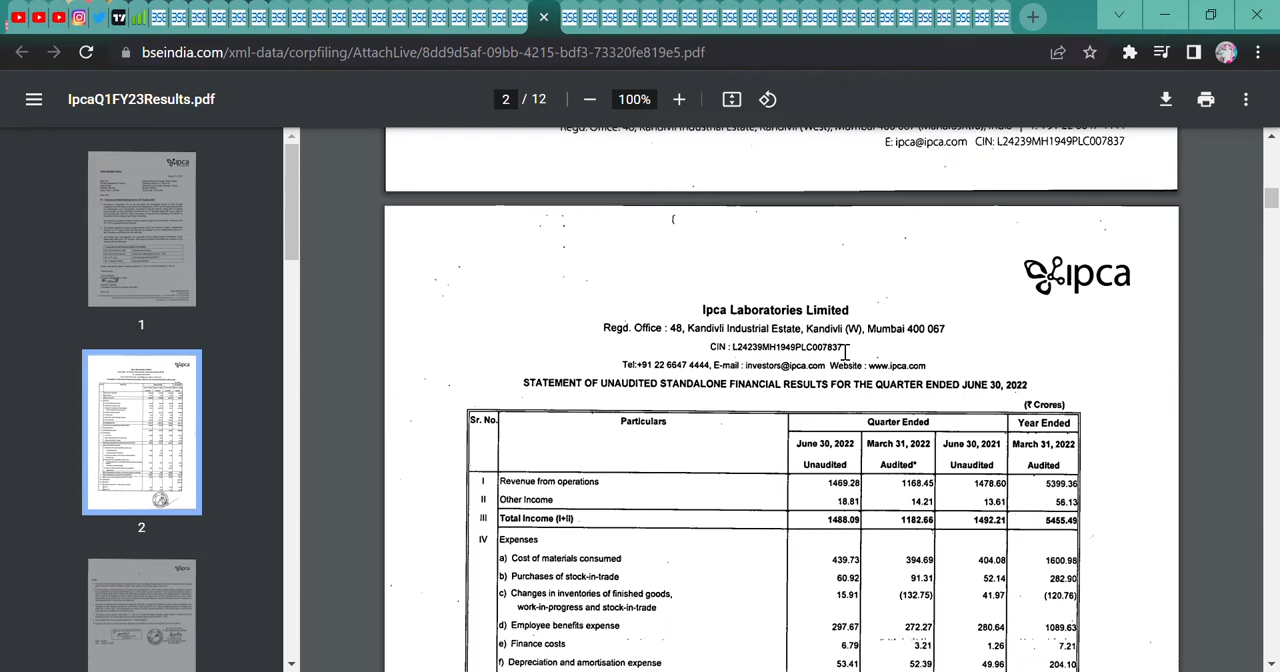 bseindia.com/xml-data/corpfiling/AttachLive/8dd9d5af-09bb-4215-bdf3-73320fe819e5.pdf
IpcaQ1FY23Results.pdf
2 / 12
100%
E: ipca@ipca.com CIN: L24239MH1949PLC007837
ipca
Ipca Laboratories Limited
Regd. Office : 48, Kandivli Industrial Estate, Kandivli (W), Mumbai 400 067
CIN : L24239MH1949PLC007837
Tel:+91 22 6647 4444, E-mail : investors@ipca.com Website : www.ipca.com
STATEMENT OF UNAUDITED STANDALONE FINANCIAL RESULTS FOR THE QUARTER ENDED JUNE 30, 2022
(₹ Crores)
Sr. No. Particulars Quarter Ended Year Ended
June 30, 2022 March 31, 2022 June 30, 2021 March 31, 2022
Unaudited Audited* Unaudited Audited
I Revenue from operations 1469.28 1168.45 1478.60 5399.36
II Other Income 18.81 14.21 13.61 56.13
III Total Income (I+II) 1488.09 1182.66 1492.21 5455.49
IV Expenses
a) Cost of materials consumed 439.73 394.69 404.08 1600.98
b) Purchases of stock-in-trade 60.92 91.31 52.14 282.90
c) Changes in inventories of finished goods, 15.91 (132.75) 41.97 (120.76)
work-in-progress and stock-in-trade
d) Employee benefits expense 297.67 272.27 280.64 1089.63
e) Finance costs 6.79 3.21 1.26 7.21
f) Depreciation and amortisation expense 53.41 52.39 49.96 204.10
1
2